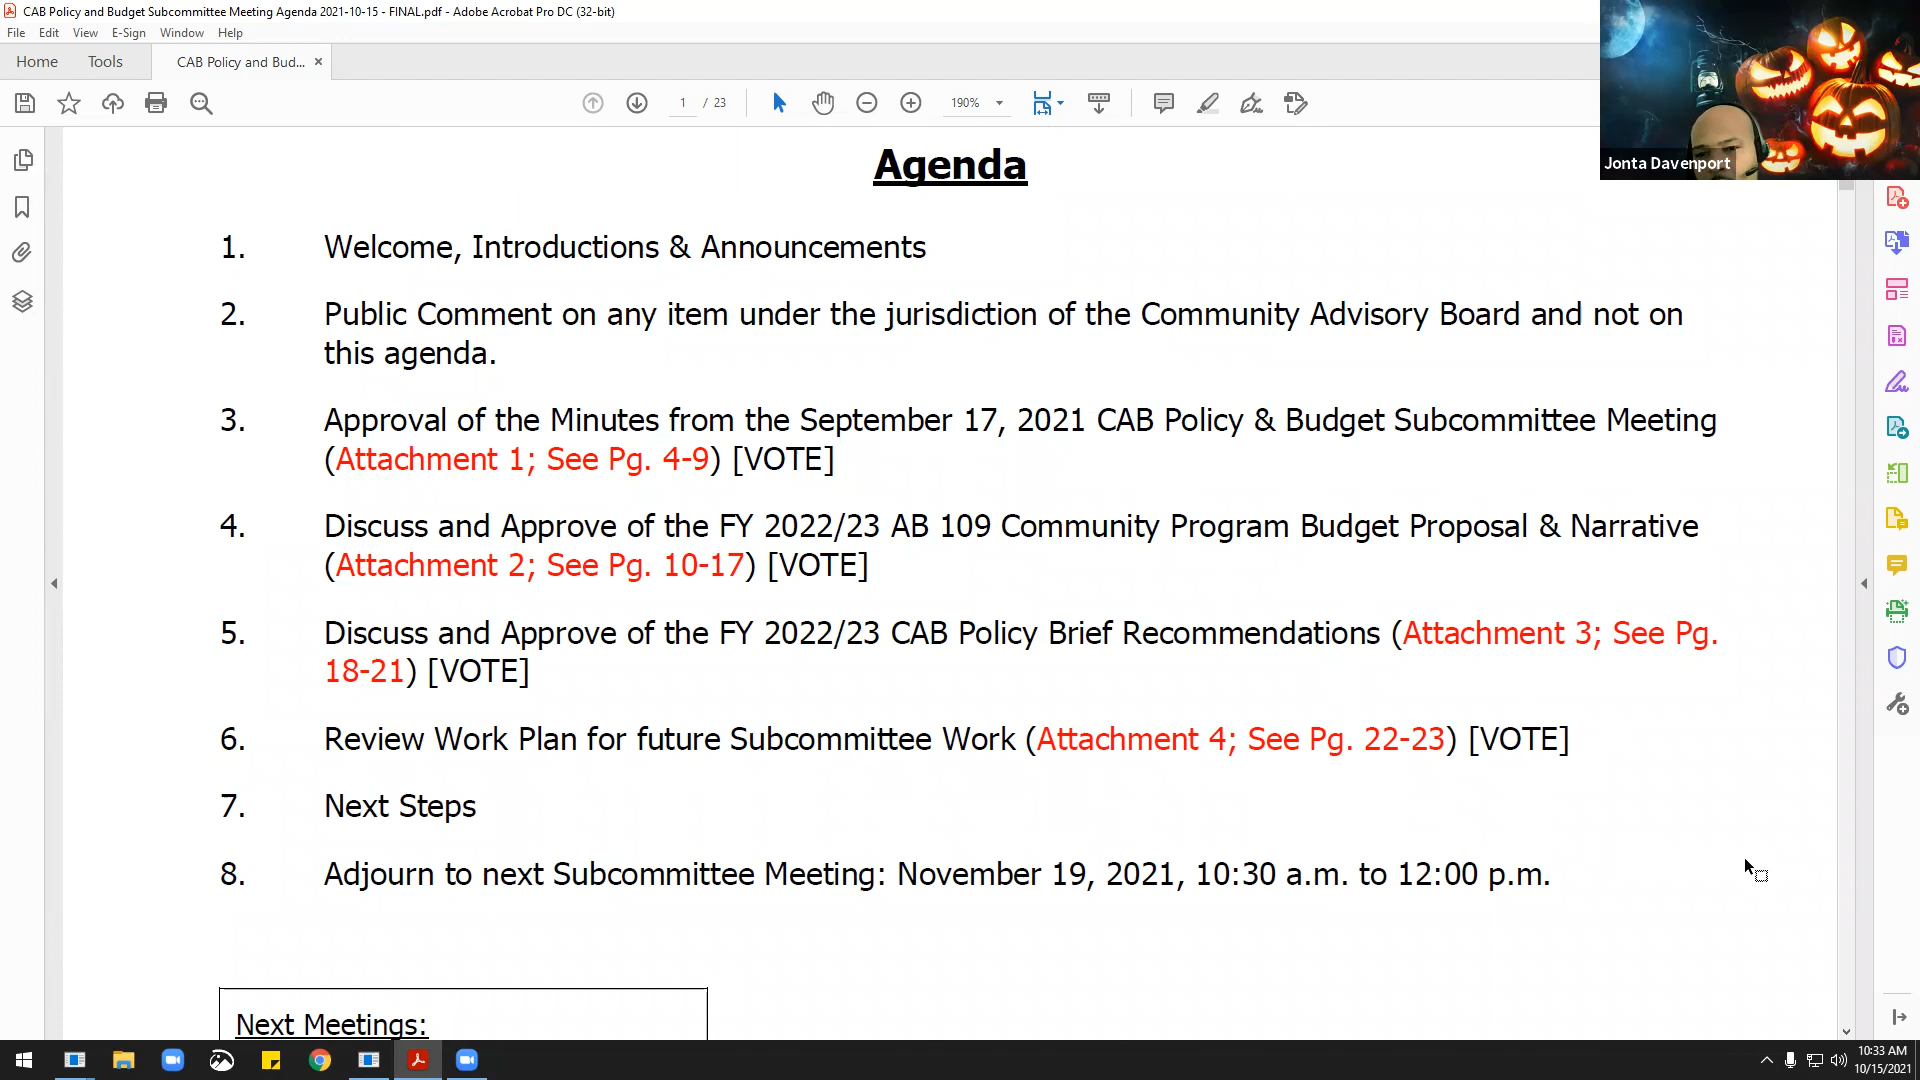 CAB Policy and Budget Subcommittee Meeting Agenda 2021-10-15 - FINAL.pdf - Adobe Acrobat Pro DC (32-bit)
File Edit View E-Sign Window Help
Home Tools CAB Policy and Bud... ×
1 / 23 190%
Jonta Davenport
Agenda
1. Welcome, Introductions & Announcements
2. Public Comment on any item under the jurisdiction of the Community Advisory Board and not on
this agenda.
3. Approval of the Minutes from the September 17, 2021 CAB Policy & Budget Subcommittee Meeting
(Attachment 1; See Pg. 4-9) [VOTE]
4. Discuss and Approve of the FY 2022/23 AB 109 Community Program Budget Proposal & Narrative
(Attachment 2; See Pg. 10-17) [VOTE]
5. Discuss and Approve of the FY 2022/23 CAB Policy Brief Recommendations (Attachment 3; See Pg.
18-21) [VOTE]
6. Review Work Plan for future Subcommittee Work (Attachment 4; See Pg. 22-23) [VOTE]
7. Next Steps
8. Adjourn to next Subcommittee Meeting: November 19, 2021, 10:30 a.m. to 12:00 p.m.
Next Meetings:
10:33 AM
10/15/2021